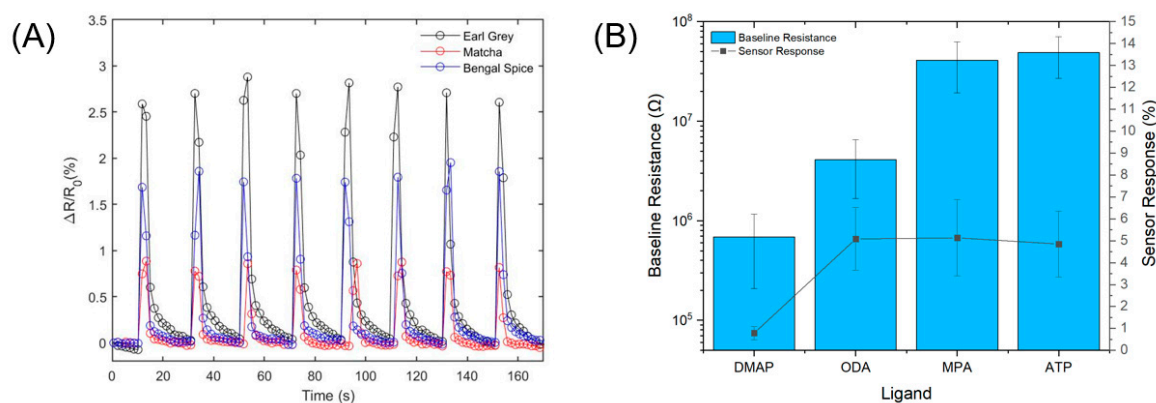 (A)
3.5
3
2.5
2
1.5
1
0.5
0
ΔR/R0(%)
Earl Grey
Matcha
Bengal Spice
0 20 40 60 80 100 120 140 160
Time (s)
(B)
10^8
10^7
10^6
10^5
Baseline Resistance (Ω)
Baseline Resistance
Sensor Response
15
14
13
12
11
10
9
8
7
6
5
4
3
2
1
0
Sensor Response (%)
DMAP ODA MPA ATP
Ligand